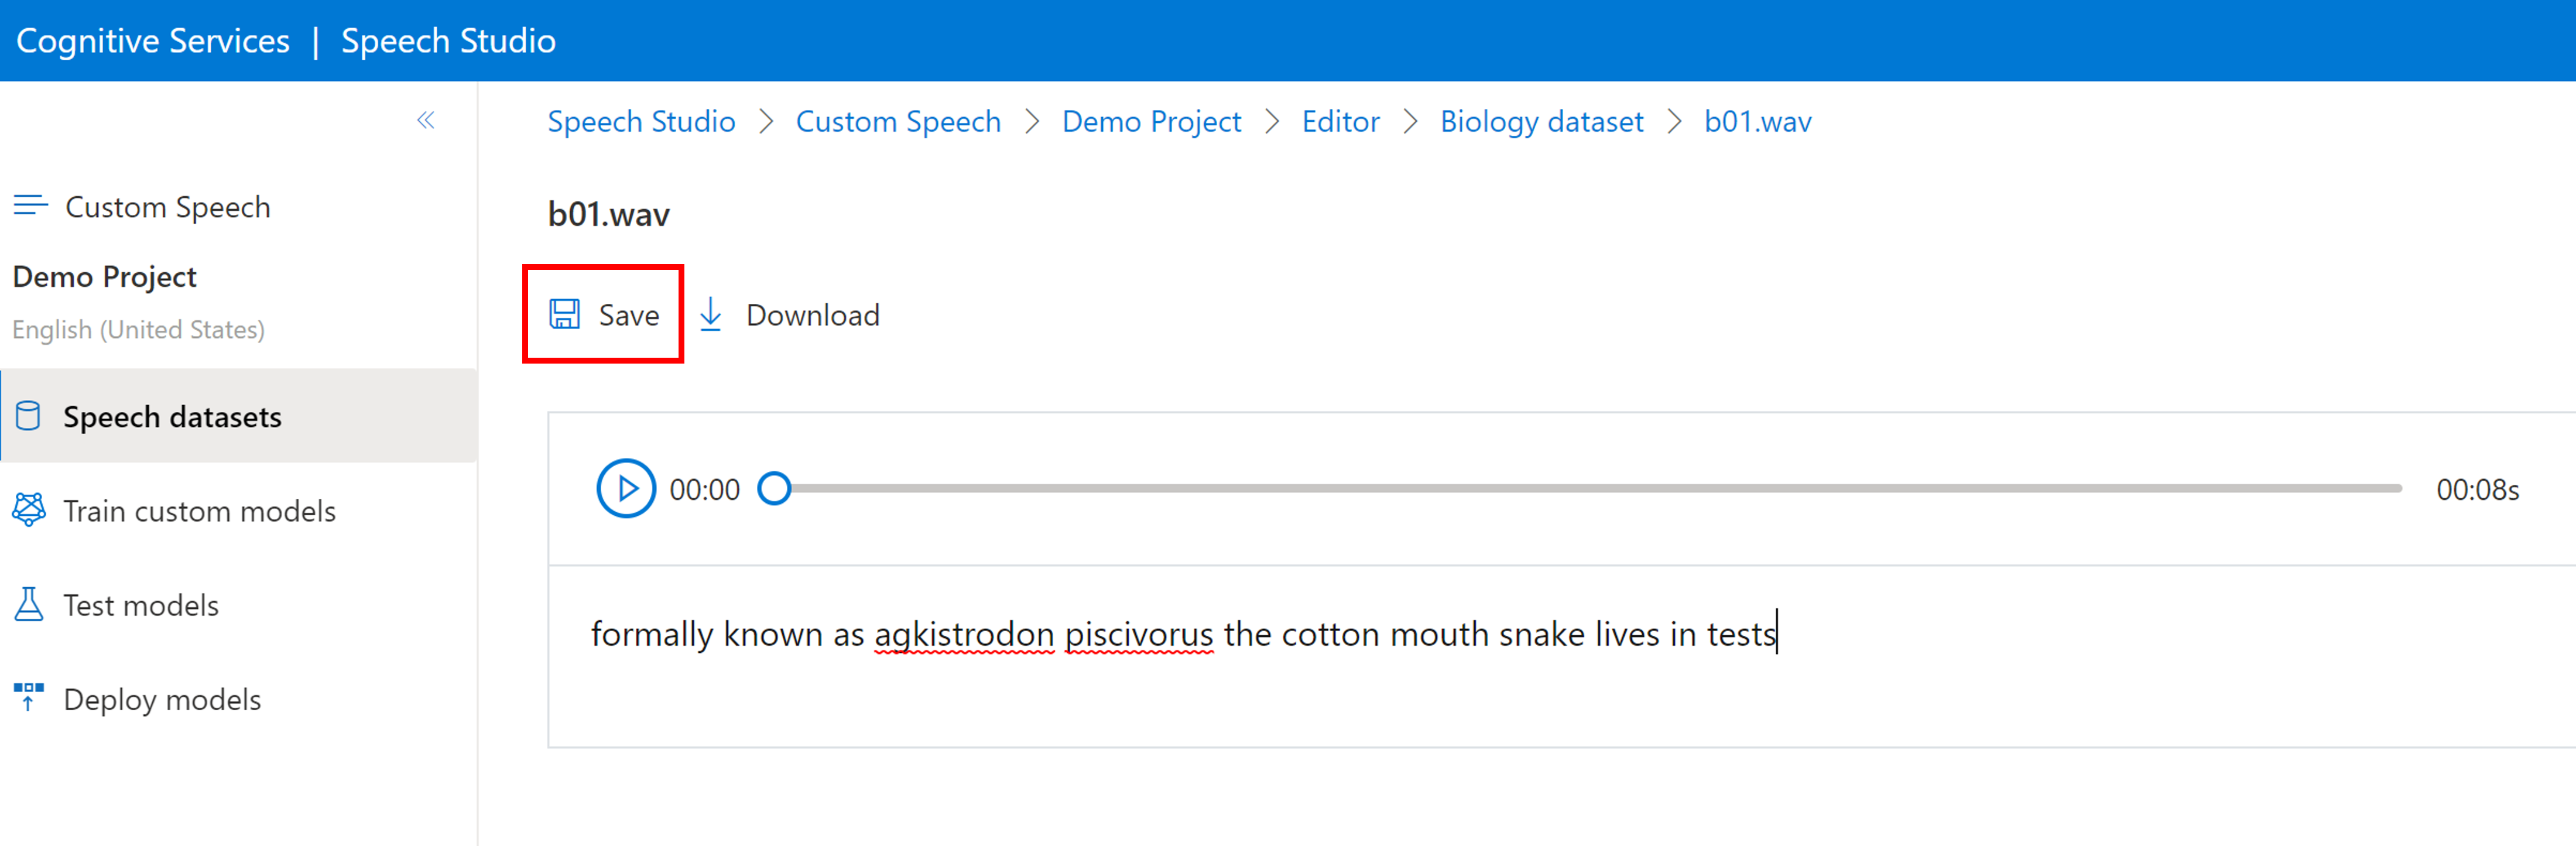 Cognitive Services | Speech Studio
Speech Studio > Custom Speech > Demo Project > Editor > Biology dataset > b01.wav
Custom Speech
Demo Project
English (United States)
Speech datasets
Train custom models
Test models
Deploy models
b01.wav
Save Download
00:00 00:08s
formally known as agkistrodon piscivorus the cotton mouth snake lives in tests